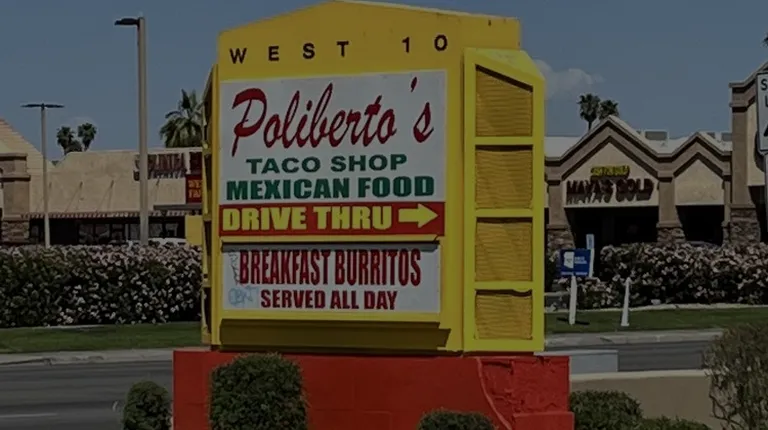 WEST 10
Poliberto's
TACO SHOP
MEXICAN FOOD
DRIVE THRU
BREAKFAST BURRITOS
SERVED ALL DAY
MAYA'S GOLD